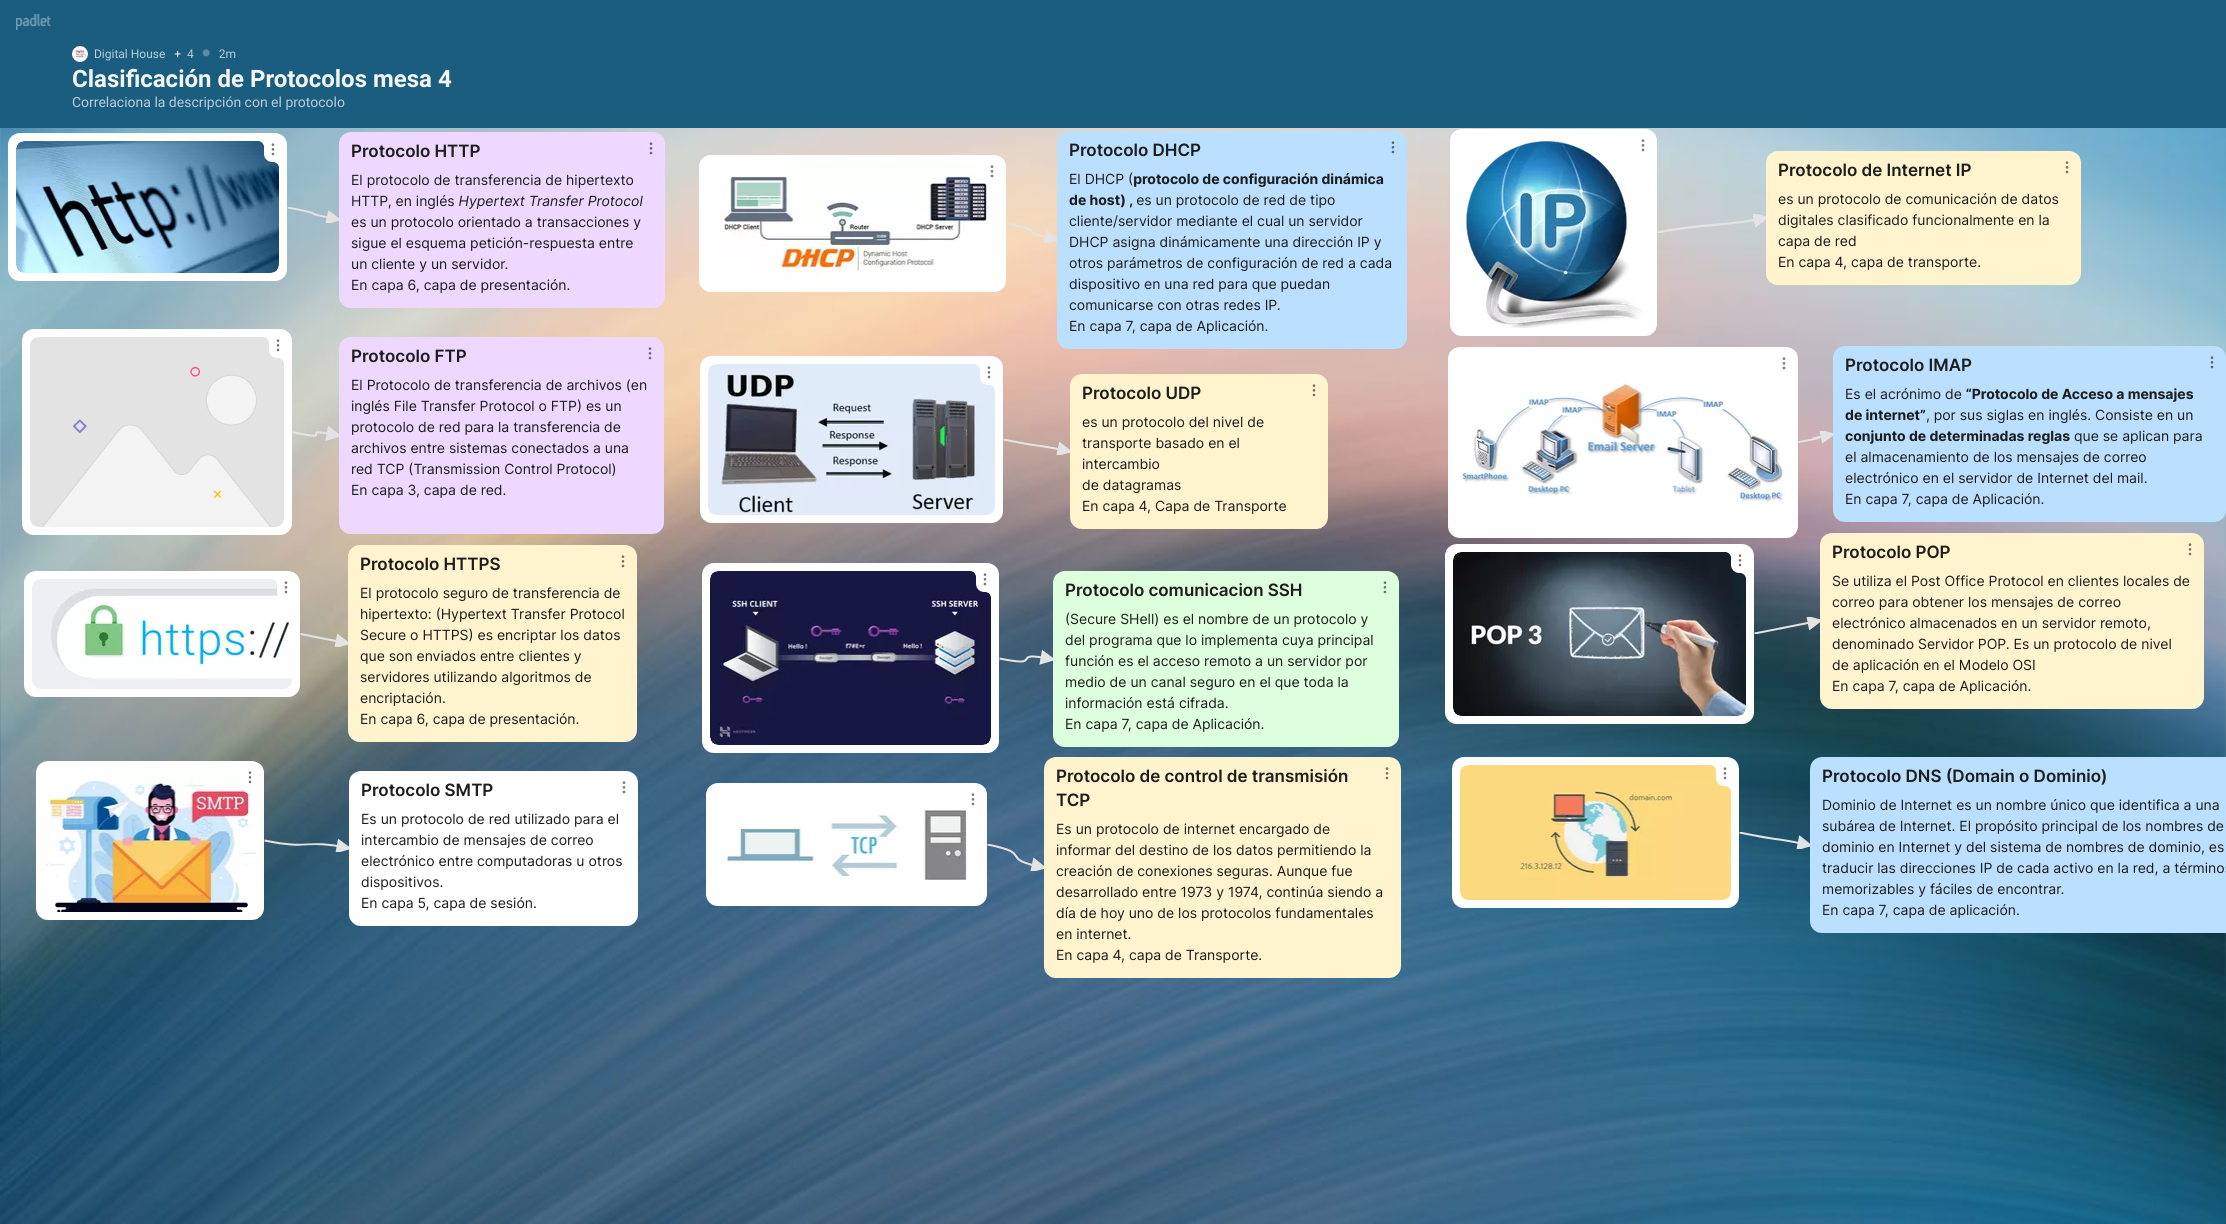 padlet
Digital House + 4 2m
Clasificación de Protocolos mesa 4
Correlaciona la descripción con el protocolo
http://www
Protocolo HTTP
El protocolo de transferencia de hipertexto
HTTP, en inglés Hypertext Transfer Protocol
es un protocolo orientado a transacciones y
sigue el esquema petición-respuesta entre
un cliente y un servidor.
En capa 6, capa de presentación.
Protocolo FTP
El Protocolo de transferencia de archivos (en
inglés File Transfer Protocol o FTP) es un
protocolo de red para la transferencia de
archivos entre sistemas conectados a una
red TCP (Transmission Control Protocol)
En capa 3, capa de red.
https://
Protocolo HTTPS
El protocolo seguro de transferencia de
hipertexto: (Hypertext Transfer Protocol
Secure o HTTPS) es encriptar los datos
que son enviados entre clientes y
servidores utilizando algoritmos de
encriptación.
En capa 6, capa de presentación.
SMTP
Protocolo SMTP
Es un protocolo de red utilizado para el
intercambio de mensajes de correo
electrónico entre computadoras u otros
dispositivos.
En capa 5, capa de sesión.
DHCP Client
Router
DHCP Server
DHCP
Dynamic Host
Configuration Protocol
Protocolo DHCP
El DHCP (protocolo de configuración dinámica
de host) , es un protocolo de red de tipo
cliente/servidor mediante el cual un servidor
DHCP asigna dinámicamente una dirección IP y
otros parámetros de configuración de red a cada
dispositivo en una red para que puedan
comunicarse con otras redes IP.
En capa 7, capa de Aplicación.
UDP
Request
Response
Response
Client
Server
Protocolo UDP
es un protocolo del nivel de
transporte basado en el
intercambio
de datagramas
En capa 4, Capa de Transporte
SSH CLIENT
SSH SERVER
Hello !
Hello !
Protocolo comunicacion SSH
(Secure SHell) es el nombre de un protocolo y
del programa que lo implementa cuya principal
función es el acceso remoto a un servidor por
medio de un canal seguro en el que toda la
información está cifrada.
En capa 7, capa de Aplicación.
TCP
Protocolo de control de transmisión
TCP
Es un protocolo de internet encargado de
informar del destino de los datos permitiendo la
creación de conexiones seguras. Aunque fue
desarrollado entre 1973 y 1974, continúa siendo a
día de hoy uno de los protocolos fundamentales
en internet.
En capa 4, capa de Transporte.
IP
Protocolo de Internet IP
es un protocolo de comunicación de datos
digitales clasificado funcionalmente en la
capa de red
En capa 4, capa de transporte.
IMAP
IMAP
IMAP
IMAP
Email Server
SmartPhone
Desktop PC
Tablet
Desktop PC
Protocolo IMAP
Es el acrónimo de “Protocolo de Acceso a mensajes
de internet”, por sus siglas en inglés. Consiste en un
conjunto de determinadas reglas que se aplican para
el almacenamiento de los mensajes de correo
electrónico en el servidor de Internet del mail.
En capa 7, capa de Aplicación.
POP 3
Protocolo POP
Se utiliza el Post Office Protocol en clientes locales de
correo para obtener los mensajes de correo
electrónico almacenados en un servidor remoto,
denominado Servidor POP. Es un protocolo de nivel
de aplicación en el Modelo OSI
En capa 7, capa de Aplicación.
domain.com
216.3.128.12
Protocolo DNS (Domain o Dominio)
Dominio de Internet es un nombre único que identifica a una
subárea de Internet. El propósito principal de los nombres de
dominio en Internet y del sistema de nombres de dominio, es
traducir las direcciones IP de cada activo en la red, a término
memorizables y fáciles de encontrar.
En capa 7, capa de aplicación.